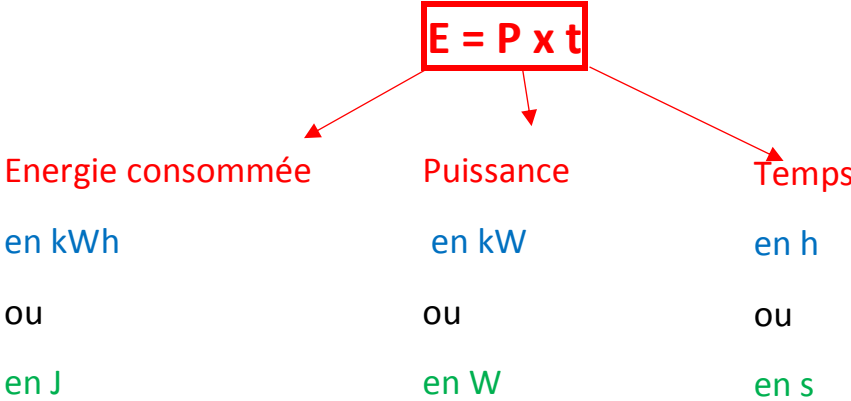 E = P x t
Energie consommée Puissance Temps
en kWh en kW en h
ou ou ou
en J en W en s